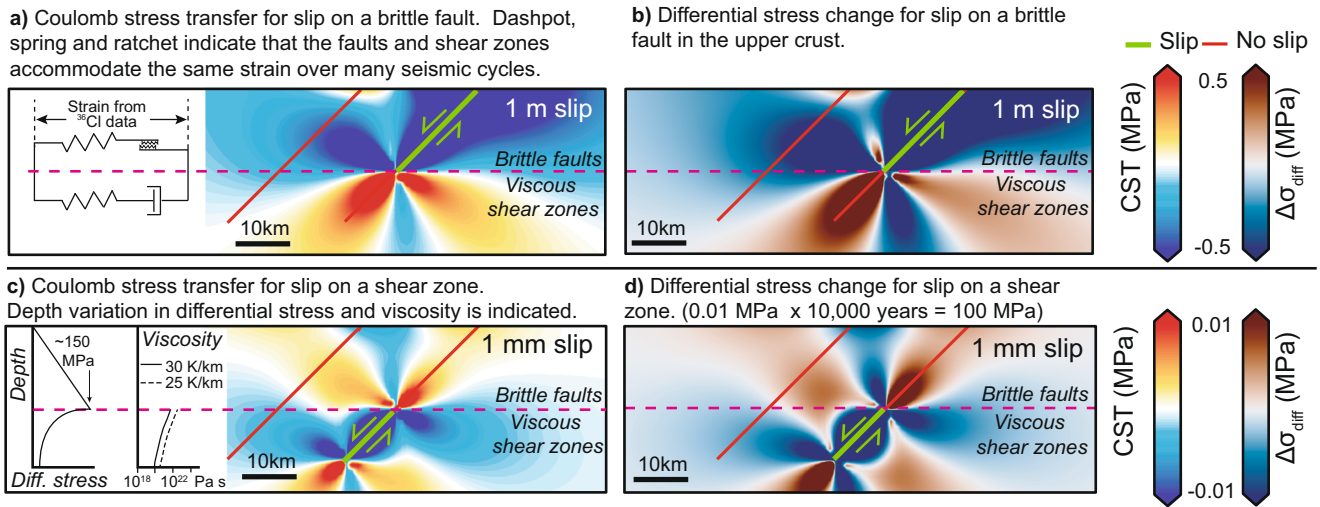 a) Coulomb stress transfer for slip on a brittle fault. Dashpot,
spring and ratchet indicate that the faults and shear zones
accommodate the same strain over many seismic cycles.
Strain from
³⁶Cl data
1 m slip
Brittle faults
Viscous
shear zones
10km
b) Differential stress change for slip on a brittle
fault in the upper crust.
1 m slip
Brittle faults
Viscous
shear zones
10km
Slip
No slip
0.5
-0.5
CST (MPa)
Δσdiff (MPa)
c) Coulomb stress transfer for slip on a shear zone.
Depth variation in differential stress and viscosity is indicated.
Depth
~150
MPa
Diff. stress
Viscosity
30 K/km
25 K/km
10¹⁸
10²²
Pa s
1 mm slip
Brittle faults
Viscous
shear zones
10km
d) Differential stress change for slip on a shear
zone. (0.01 MPa x 10,000 years = 100 MPa)
1 mm slip
Brittle faults
Viscous
shear zones
10km
0.01
-0.01
CST (MPa)
Δσdiff (MPa)